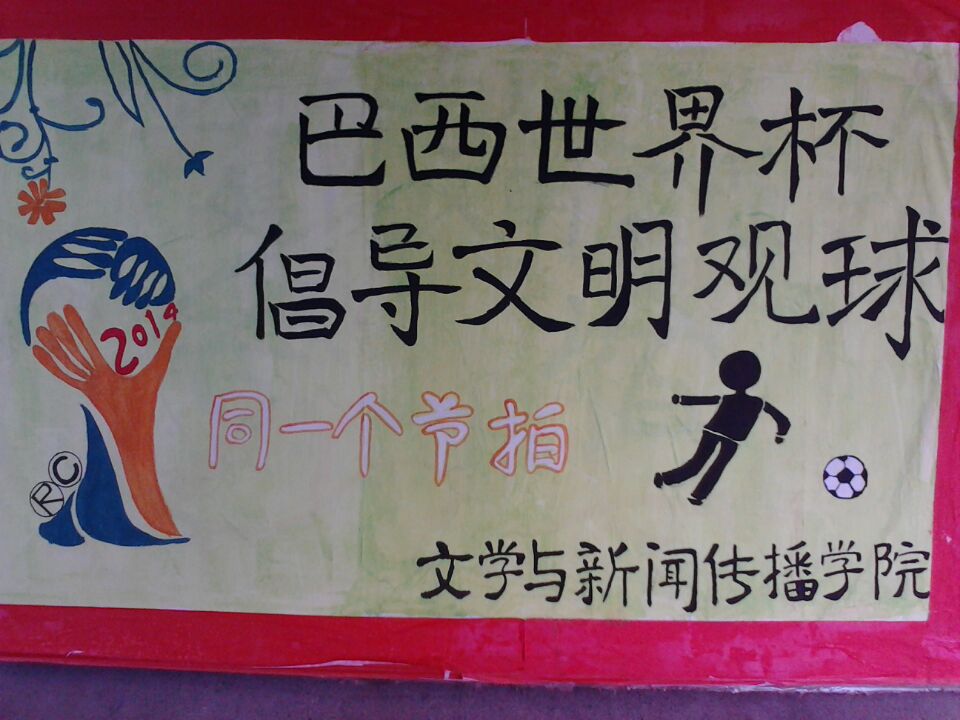 巴西世界杯
倡导文明观球
2014
同一个节拍
RC
文学与新闻传播学院